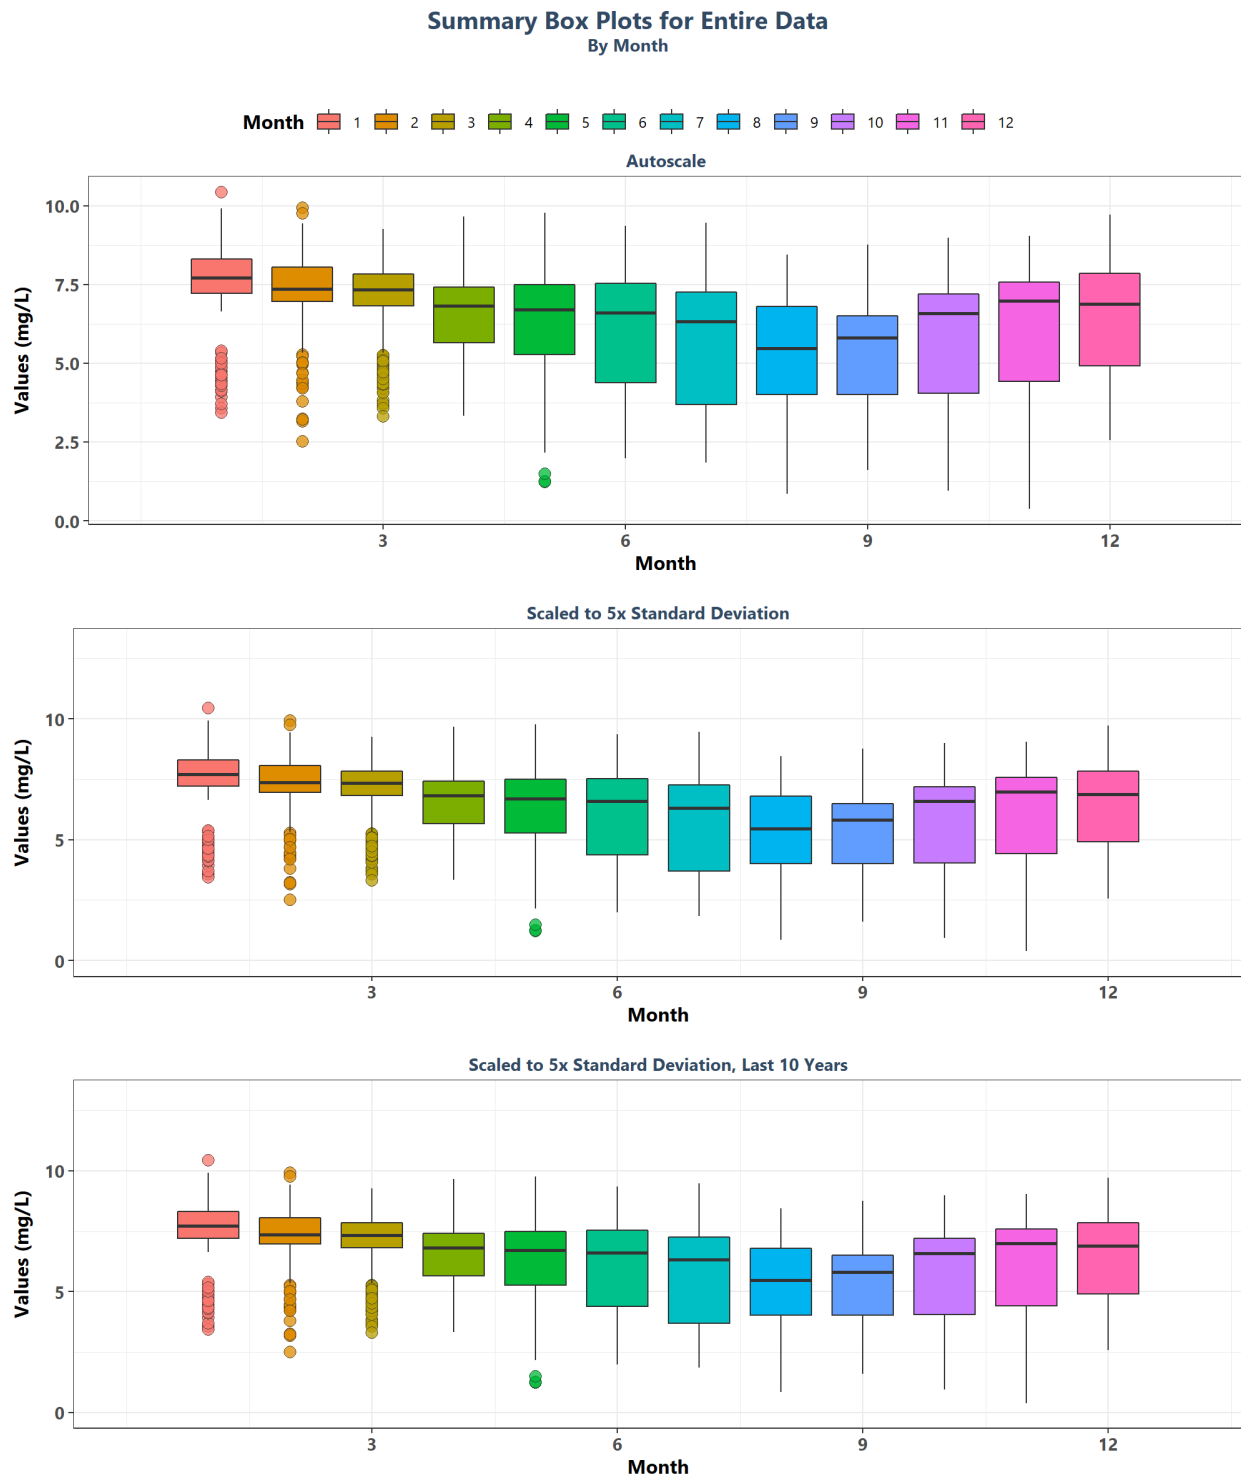 Summary Box Plots for Entire Data
By Month
Month 1 2 3 4 5 6 7 8 9 10 11 12
Autoscale
Values (mg/L)
10.0
7.5
5.0
2.5
0.0
3 6 9 12
Month
Scaled to 5x Standard Deviation
Values (mg/L)
10
5
0
3 6 9 12
Month
Scaled to 5x Standard Deviation, Last 10 Years
Values (mg/L)
10
5
0
3 6 9 12
Month